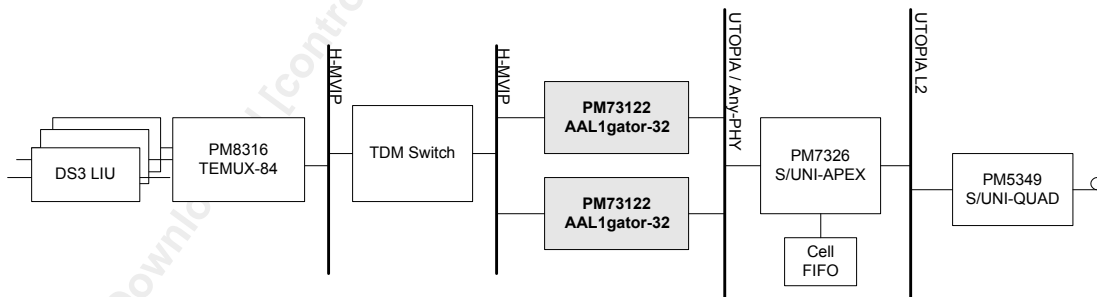 DS3 LIU
PM8316
TEMUX-84
H-MVIP
TDM Switch
H-MVIP
PM73122
AAL1gator-32
PM73122
AAL1gator-32
UTOPIA / Any-PHY
PM7326
S/UNI-APEX
Cell
FIFO
UTOPIA L2
PM5349
S/UNI-QUAD